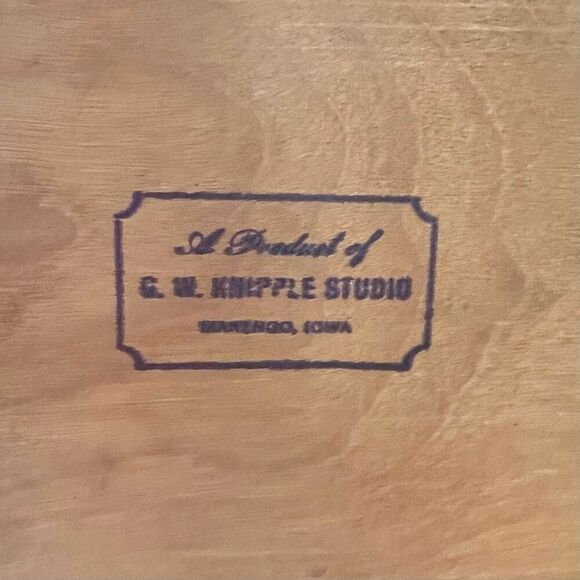 A Product of
G. W. KNIPPLE STUDIO
MARENGO, IOWA